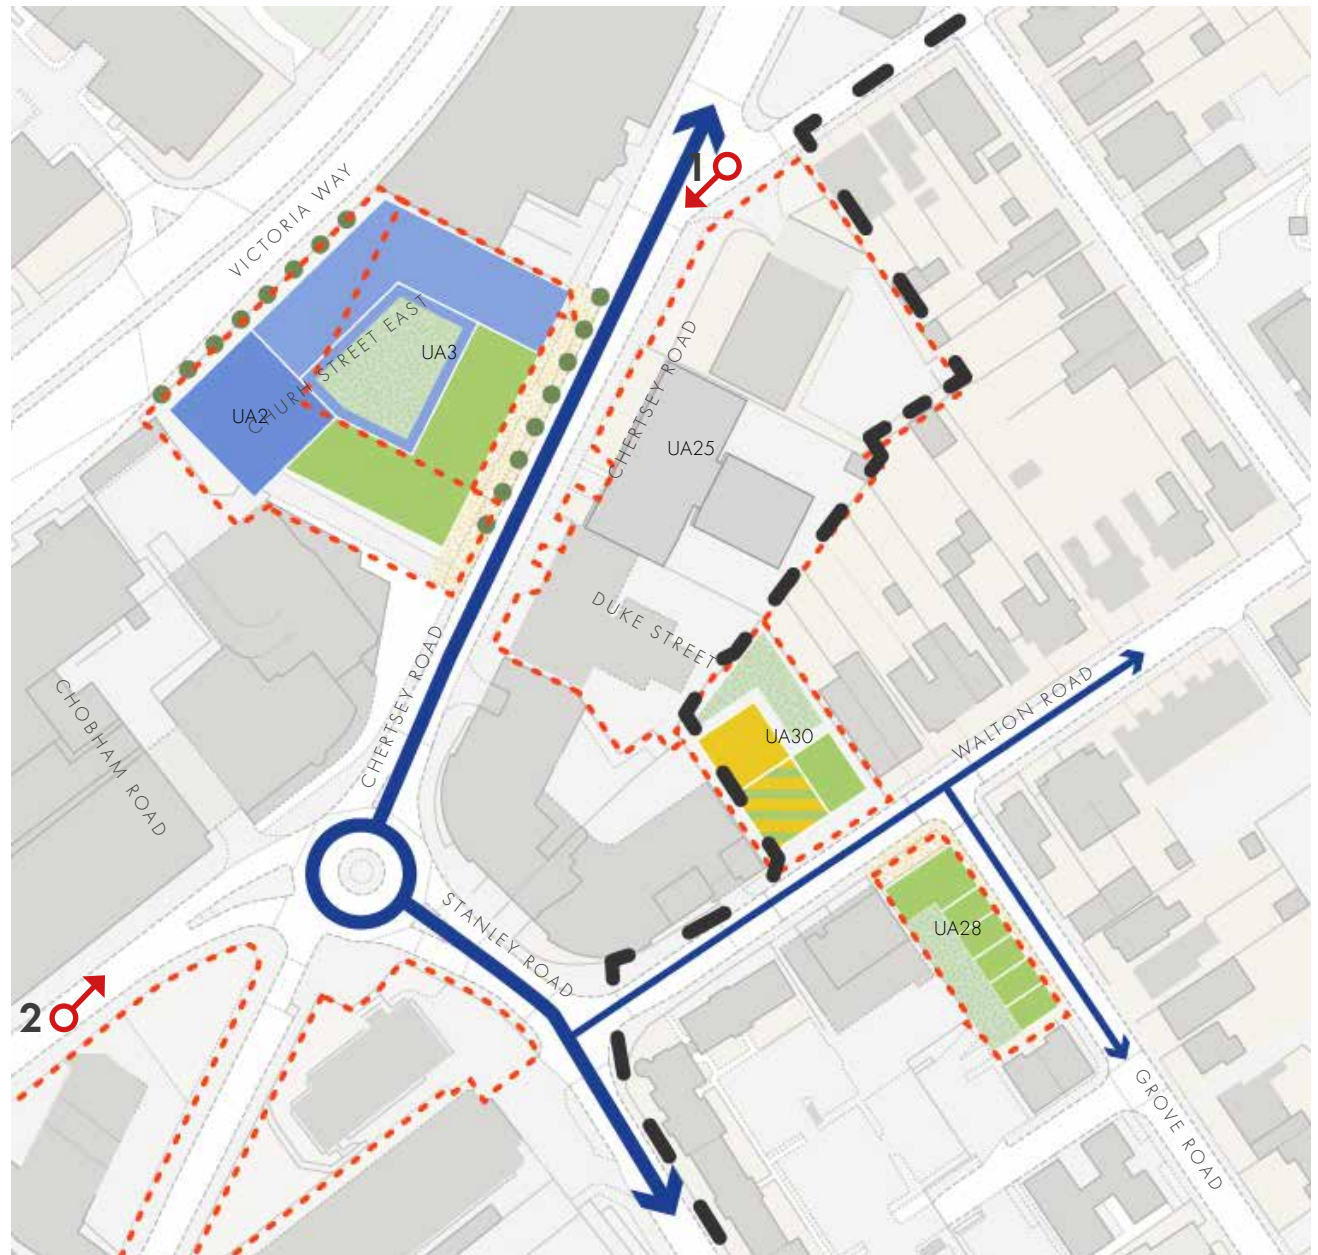 1
VICTORIA WAY
CHURH STREET EAST
UA3
UA2
CHERTSEY ROAD
UA25
DUKE STREET
CHERTSEY ROAD
CHOBHAM ROAD
UA30
WALTON ROAD
STANLEY ROAD
UA28
2
GROVE ROAD